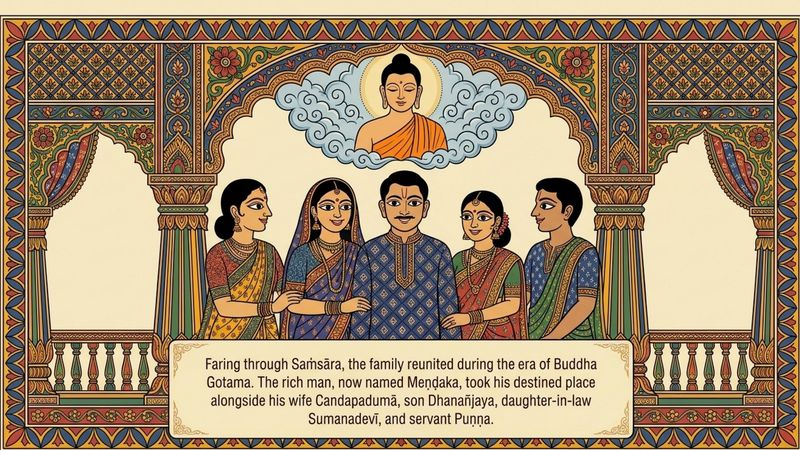 Faring through Saṁsāra, the family reunited during the era of Buddha
Gotama. The rich man, now named Meṇḍaka, took his destined place
alongside his wife Candapadumā, son Dhanañjaya, daughter-in-law
Sumanadevī, and servant Puṇṇa.